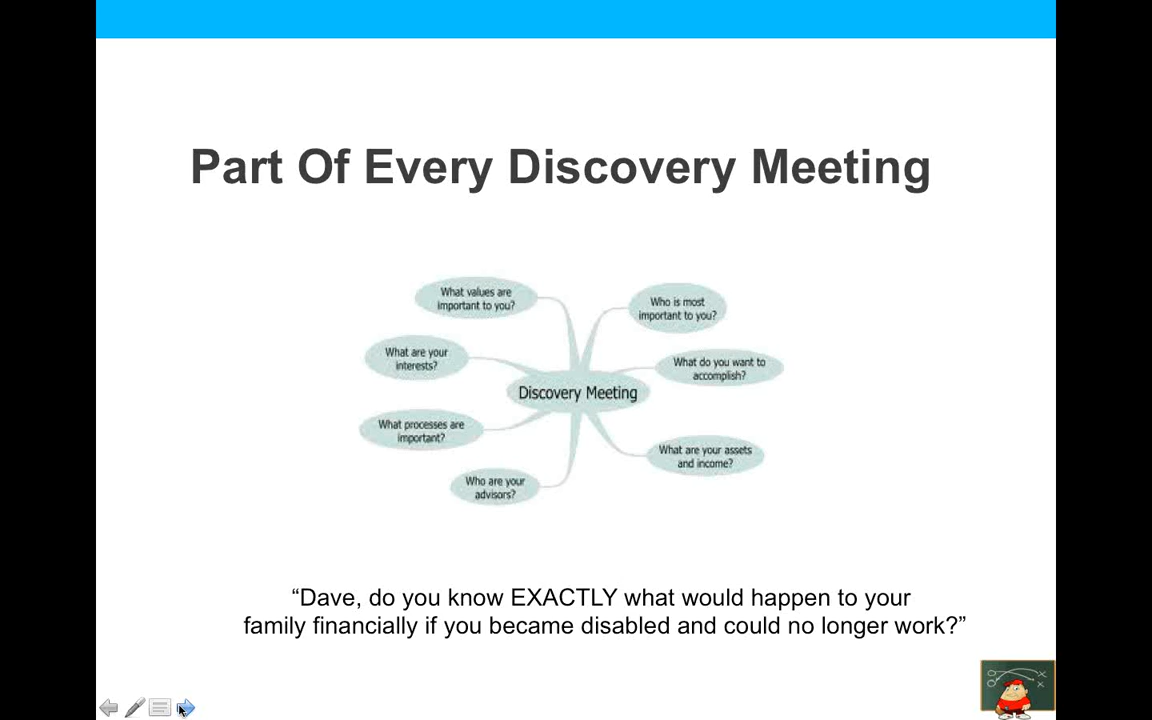 Part Of Every Discovery Meeting
What values are
important to you?
Who is most
important to you?
What are your
interests?
What do you want to
accomplish?
Discovery Meeting
What processes are
important?
What are your assets
and income?
Who are your
advisors?
“Dave, do you know EXACTLY what would happen to your
family financially if you became disabled and could no longer work?”